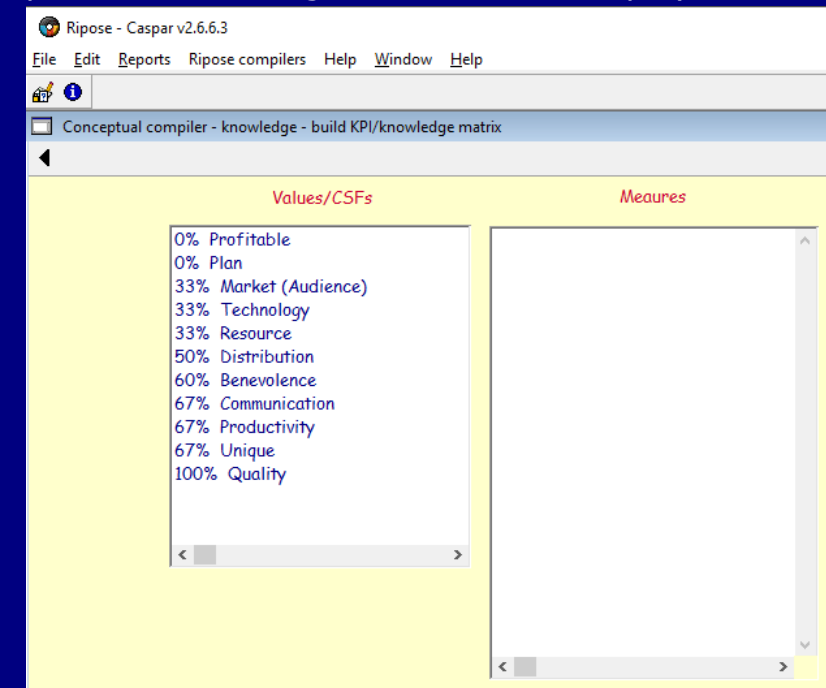 Ripose - Caspar v2.6.6.3
File Edit Reports Ripose compilers Help Window Help
Conceptual compiler - knowledge - build KPI/knowledge matrix
Values/CSFs
Meaures
0% Profitable
0% Plan
33% Market (Audience)
33% Technology
33% Resource
50% Distribution
60% Benevolence
67% Communication
67% Productivity
67% Unique
100% Quality